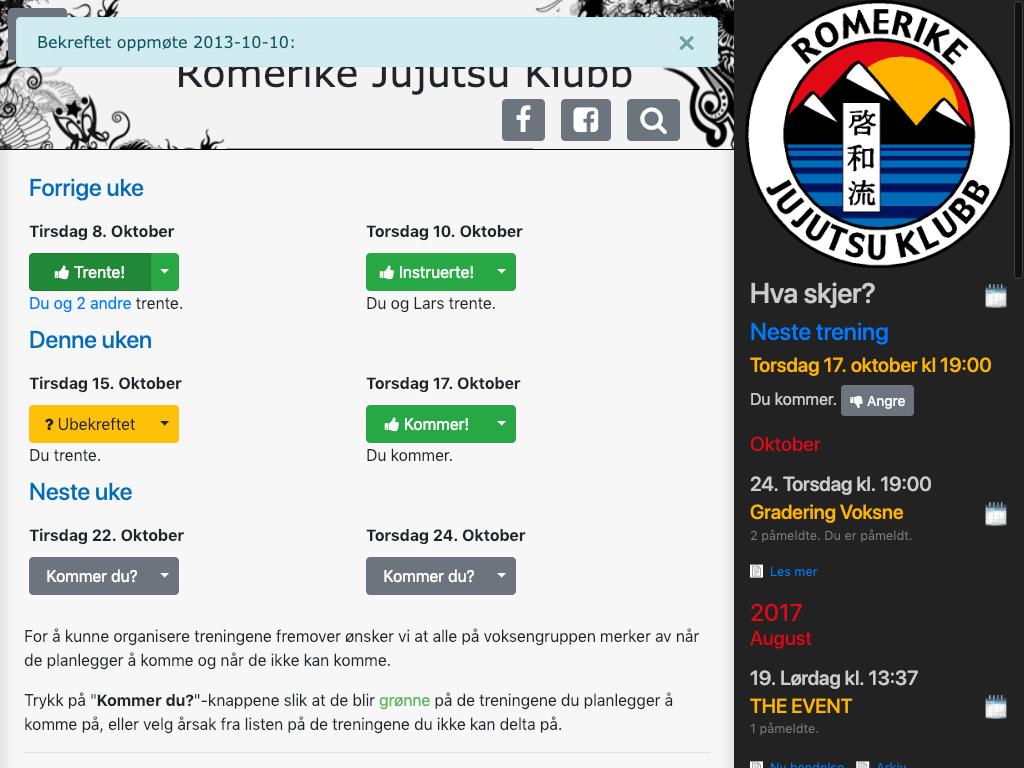 Bekreftet oppmøte 2013-10-10:
×
Romerike Jujutsu Klubb
Forrige uke
Tirsdag 8. Oktober
Trente!
Du og 2 andre trente.
Torsdag 10. Oktober
Instruerte!
Du og Lars trente.
Denne uken
Tirsdag 15. Oktober
? Ubekreftet
Du trente.
Torsdag 17. Oktober
Kommer!
Du kommer.
Neste uke
Tirsdag 22. Oktober
Kommer du?
Torsdag 24. Oktober
Kommer du?
For å kunne organisere treningene fremover ønsker vi at alle på voksengruppen merker av når
de planlegger å komme og når de ikke kan komme.
Trykk på "Kommer du?"-knappene slik at de blir grønne på de treningene du planlegger å
komme på, eller velg årsak fra listen på de treningene du ikke kan delta på.
ROMERIKE
啓
和
流
JUJUTSU KLUBB
Hva skjer?
Neste trening
Torsdag 17. oktober kl 19:00
Du kommer. Angre
Oktober
24. Torsdag kl. 19:00
Gradering Voksne
2 påmeldte. Du er påmeldt.
Les mer
2017
August
19. Lørdag kl. 13:37
THE EVENT
1 påmeldte.
Ny hendelse Arkiv